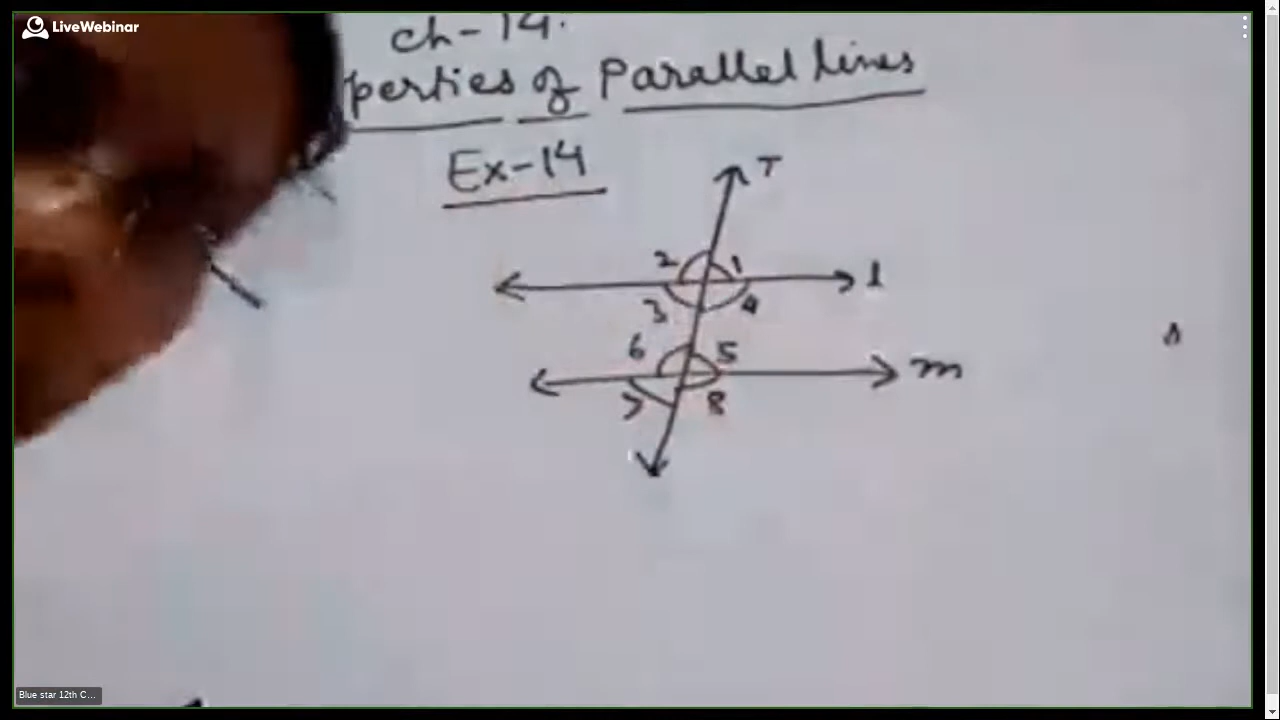 LiveWebinar
ch-14.
perties of Parallel lines
Ex-14
T
2 1
l
3 4
6 5
m
7 8
Blue star 12th C...